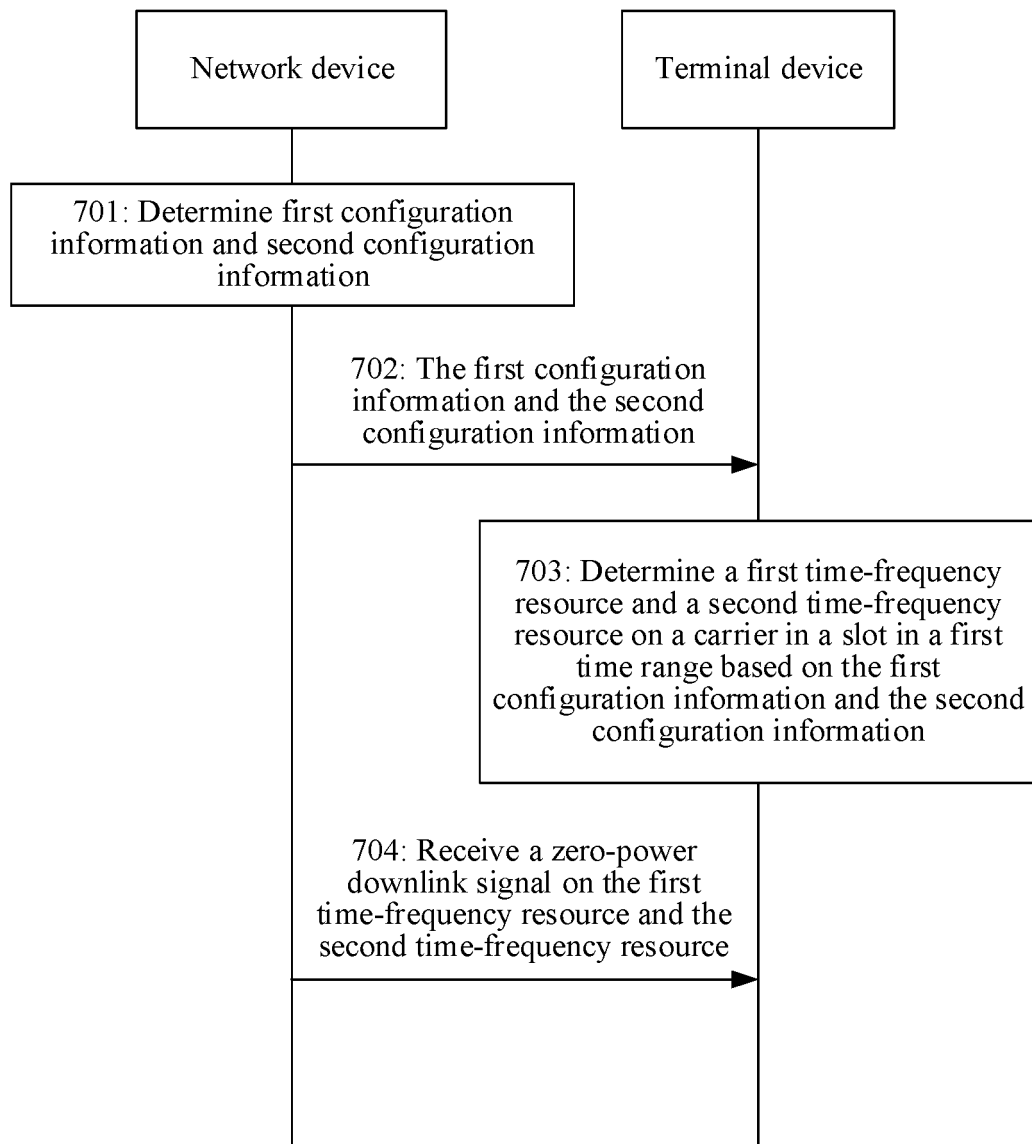 Network device
Terminal device
701: Determine first configuration
information and second configuration
information
702: The first configuration
information and the second
configuration information
703: Determine a first time-frequency
resource and a second time-frequency
resource on a carrier in a slot in a first
time range based on the first
configuration information and the second
configuration information
704: Receive a zero-power
downlink signal on the first
time-frequency resource and the
second time-frequency resource